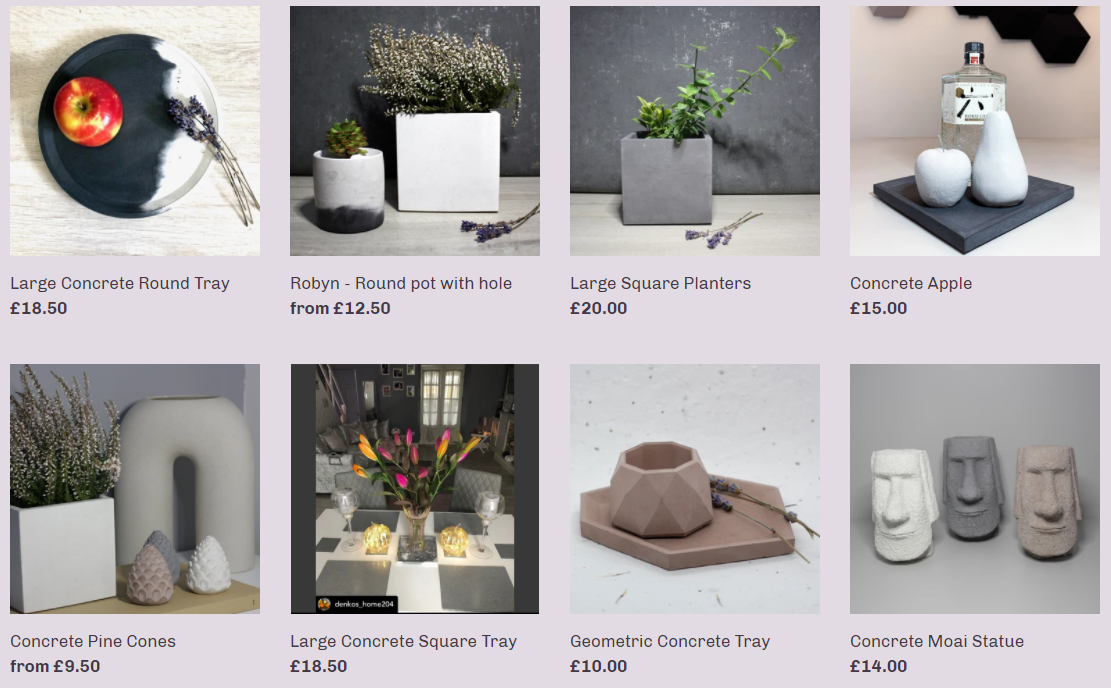 Large Concrete Round Tray
£18.50
Robyn - Round pot with hole
from £12.50
Large Square Planters
£20.00
Concrete Apple
£15.00
denkos_home204
Concrete Pine Cones
from £9.50
Large Concrete Square Tray
£18.50
Geometric Concrete Tray
£10.00
Concrete Moai Statue
£14.00